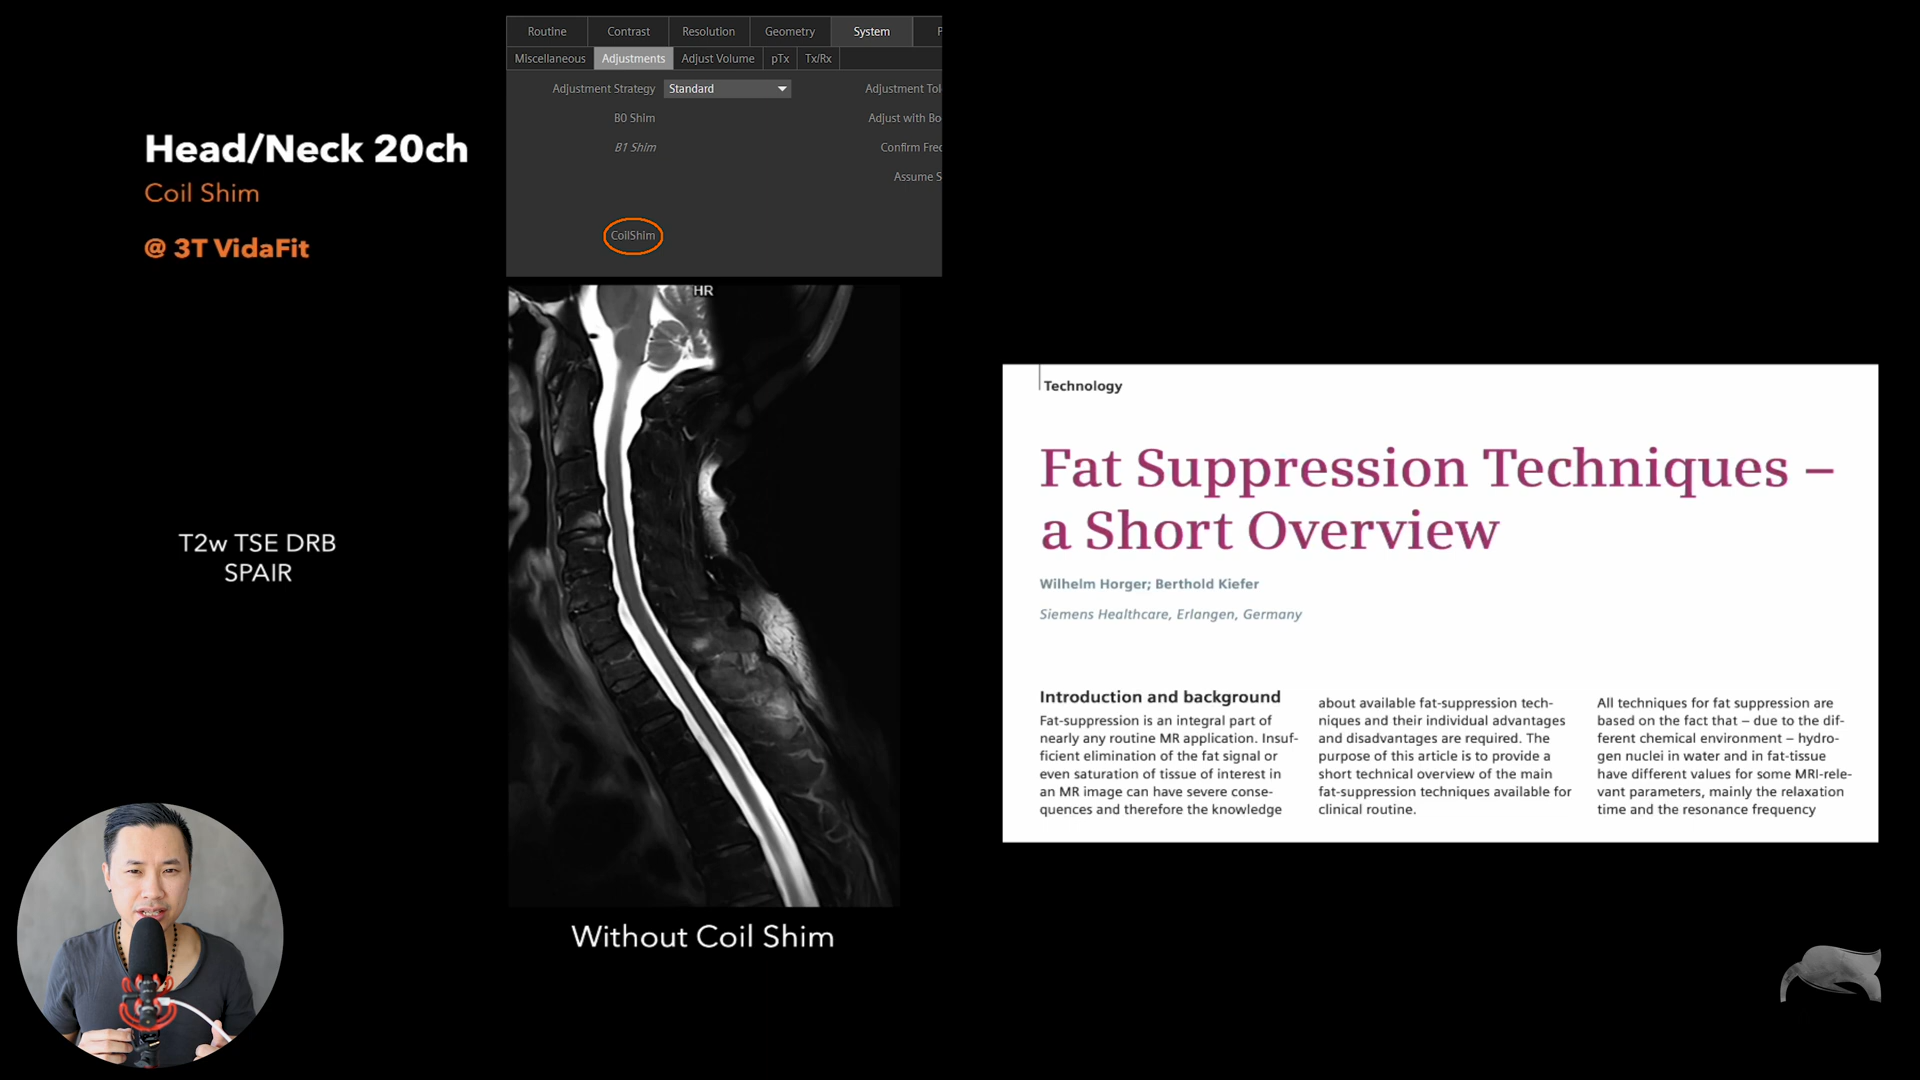 Head/Neck 20ch
Coil Shim
@ 3T VidaFit
T2w TSE DRB
SPAIR
Routine Contrast Resolution Geometry System P
Miscellaneous Adjustments Adjust Volume pTx Tx/Rx
Adjustment Strategy Standard Adjustment Tol
B0 Shim Adjust with Bo
B1 Shim Confirm Fre
Assume S
CoilShim
HR
Without Coil Shim
Technology
Fat Suppression Techniques –
a Short Overview
Wilhelm Horger; Berthold Kiefer
Siemens Healthcare, Erlangen, Germany
Introduction and background
Fat-suppression is an integral part of
nearly any routine MR application. Insuf-
ficient elimination of the fat signal or
even saturation of tissue of interest in
an MR image can have severe conse-
quences and therefore the knowledge
about available fat-suppression tech-
niques and their individual advantages
and disadvantages are required. The
purpose of this article is to provide a
short technical overview of the main
fat-suppression techniques available for
clinical routine.
All techniques for fat suppression are
based on the fact that – due to the dif-
ferent chemical environment – hydro-
gen nuclei in water and in fat-tissue
have different values for some MRI-rele-
vant parameters, mainly the relaxation
time and the resonance frequency